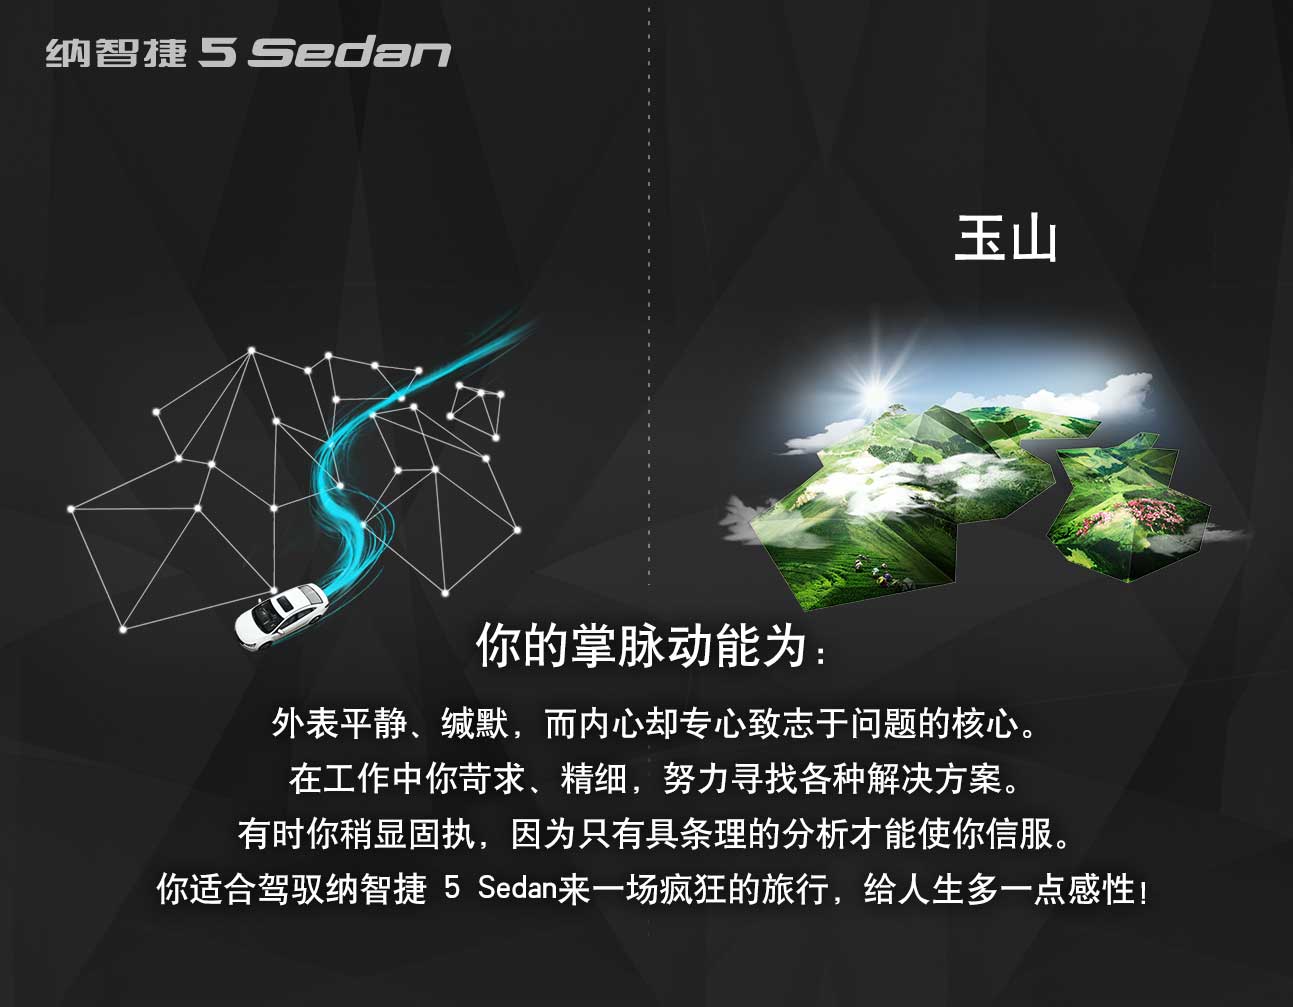 纳智捷 5 Sedan
玉山
你的掌脉动能为：
外表平静、缄默，而内心却专心致志于问题的核心。
在工作中你苛求、精细，努力寻找各种解决方案。
有时你稍显固执，因为只有具条理的分析才能使你信服。
你适合驾驭纳智捷 5 Sedan来一场疯狂的旅行，给人生多一点感性！